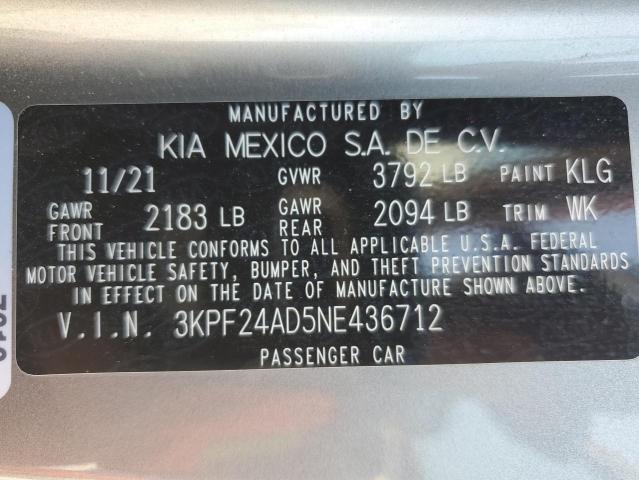 MANUFACTURED BY
KIA MEXICO S.A. DE C.V.
11/21 GVWR 3792 LB PAINT KLG
GAWR FRONT 2183 LB GAWR REAR 2094 LB TRIM WK
THIS VEHICLE CONFORMS TO ALL APPLICABLE U.S.A. FEDERAL
MOTOR VEHICLE SAFETY, BUMPER, AND THEFT PREVENTION STANDARDS
IN EFFECT ON THE DATE OF MANUFACTURE SHOWN ABOVE.
V.I.N. 3KPF24AD5NE436712
PASSENGER CAR